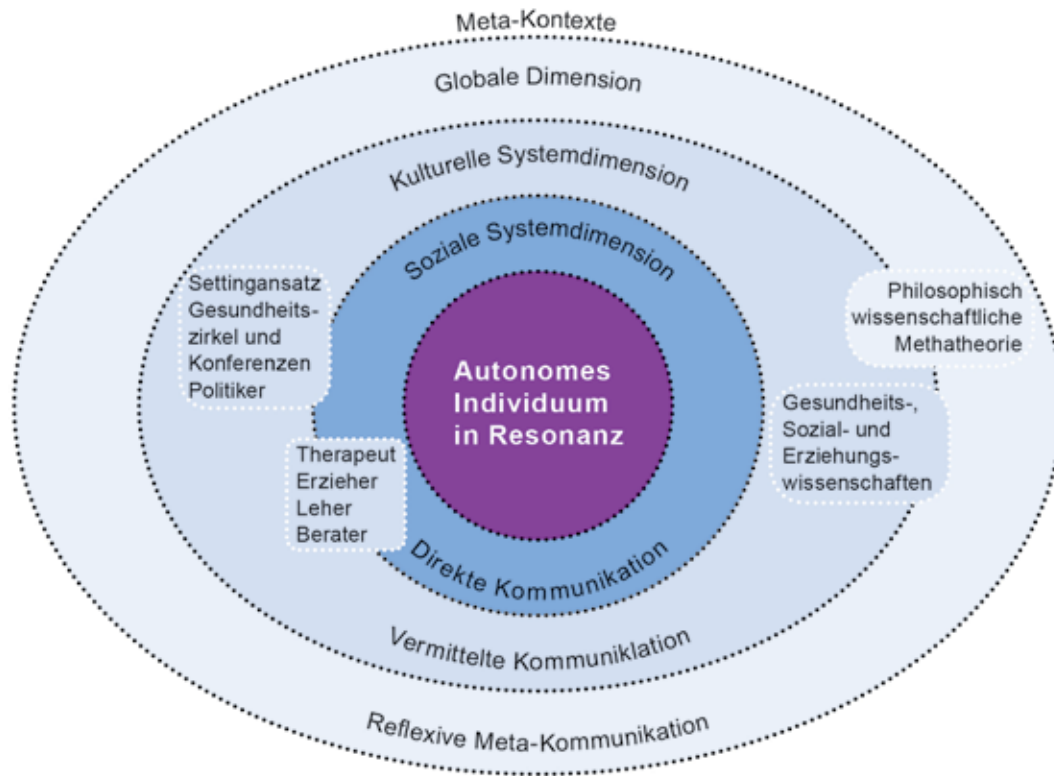 Meta-Kontexte
Globale Dimension
Kulturelle Systemdimension
Soziale Systemdimension
Settingansatz
Gesundheits-
zirkel und
Konferenzen
Politiker
Philosophisch
wissenschaftliche
Methatheorie
Autonomes
Individuum
in Resonanz
Gesundheits-,
Sozial- und
Erziehungs-
wissenschaften
Therapeut
Erzieher
Leher
Berater
Direkte Kommunikation
Vermittelte Kommuniklation
Reflexive Meta-Kommunikation